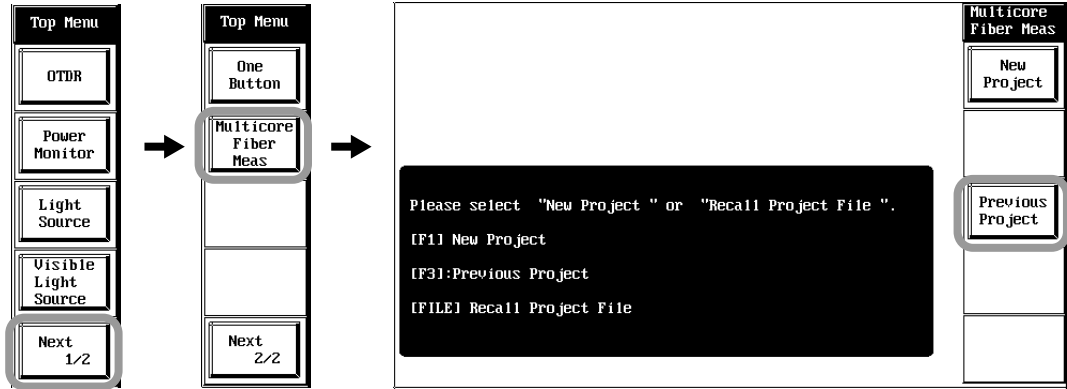 Top Menu
OTDR
Power
Monitor
Light
Source
Visible
Light
Source
Next
1/2
Top Menu
One
Button
Multicore
Fiber
Meas
Next
2/2
Please select "New Project " or "Recall Project File ".
[F1] New Project
[F3]:Previous Project
[FILE] Recall Project File
Multicore
Fiber Meas
New
Project
Previous
Project